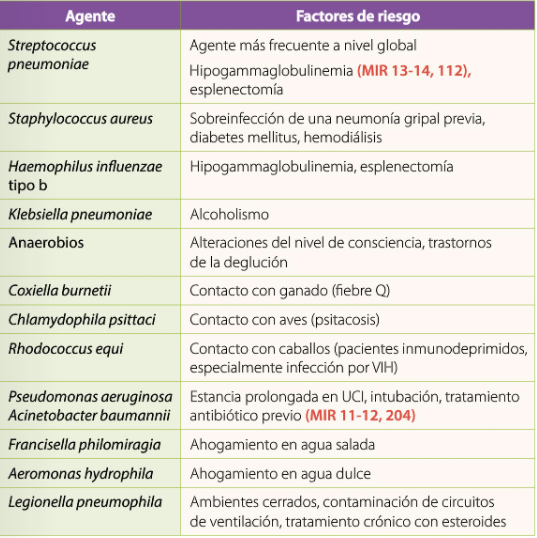 Agente Factores de riesgo
Streptococcus Agente más frecuente a nivel global
pneumoniae
Hipogammaglobulinemia (MIR 13-14, 112),
esplenectomía
Staphylococcus aureus Sobreinfección de una neumonía gripal previa,
diabetes mellitus, hemodiálisis
Haemophilus influenzae Hipogammaglobulinemia, esplenectomía
tipo b
Klebsiella pneumoniae Alcoholismo
Anaerobios Alteraciones del nivel de consciencia, trastornos
de la deglución
Coxiella burnetii Contacto con ganado (fiebre Q)
Chlamydophila psittaci Contacto con aves (psitacosis)
Rhodococcus equi Contacto con caballos (pacientes inmunodeprimidos,
especialmente infección por VIH)
Pseudomonas aeruginosa Estancia prolongada en UCI, intubación, tratamiento
Acinetobacter baumannii antibiótico previo (MIR 11-12, 204)
Francisella philomiragia Ahogamiento en agua salada
Aeromonas hydrophila Ahogamiento en agua dulce
Legionella pneumophila Ambientes cerrados, contaminación de circuitos
de ventilación, tratamiento crónico con esteroides